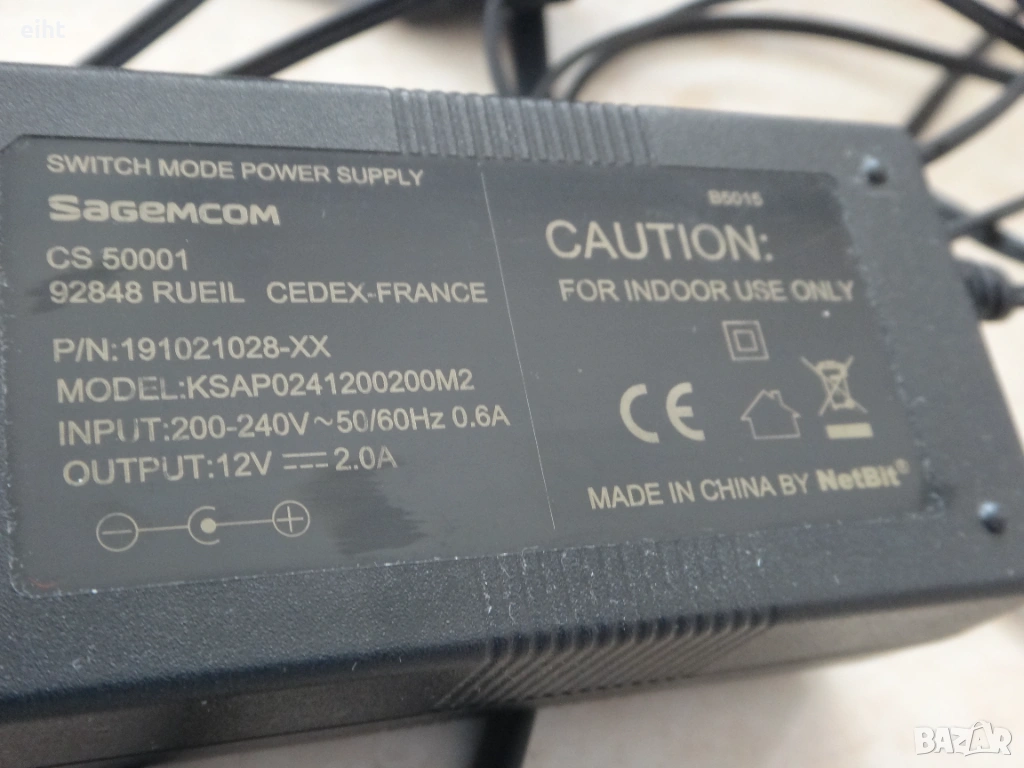 eiht
SWITCH MODE POWER SUPPLY
SAGEMCOM
CS 50001
92848 RUEIL CEDEX-FRANCE
P/N:191021028-XX
MODEL:KSAP0241200200M2
INPUT:200-240V~50/60Hz 0.6A
OUTPUT:12V ⎓ 2.0A
B5015
CAUTION:
FOR INDOOR USE ONLY
CE
MADE IN CHINA BY NetBit®
BAZAR